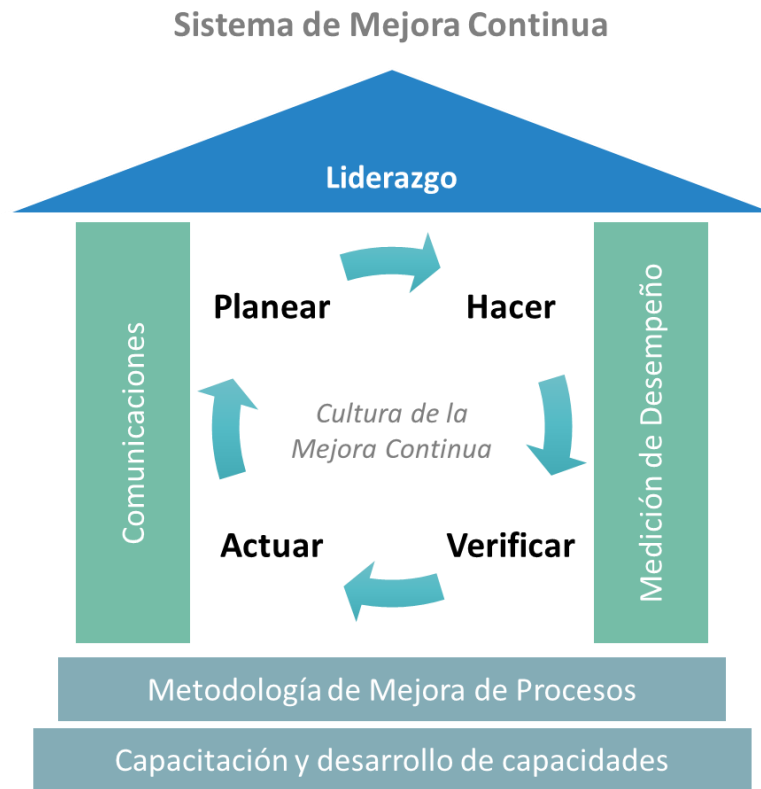 Sistema de Mejora Continua
Liderazgo
Comunicaciones
Planear
Hacer
Cultura de la
Mejora Continua
Actuar
Verificar
Medición de Desempeño
Metodología de Mejora de Procesos
Capacitación y desarrollo de capacidades